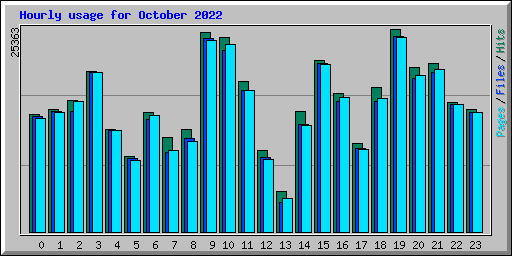 Hourly usage for October 2022
25363
Pages/Files/Hits
0 1 2 3 4 5 6 7 8 9 10 11 12 13 14 15 16 17 18 19 20 21 22 23